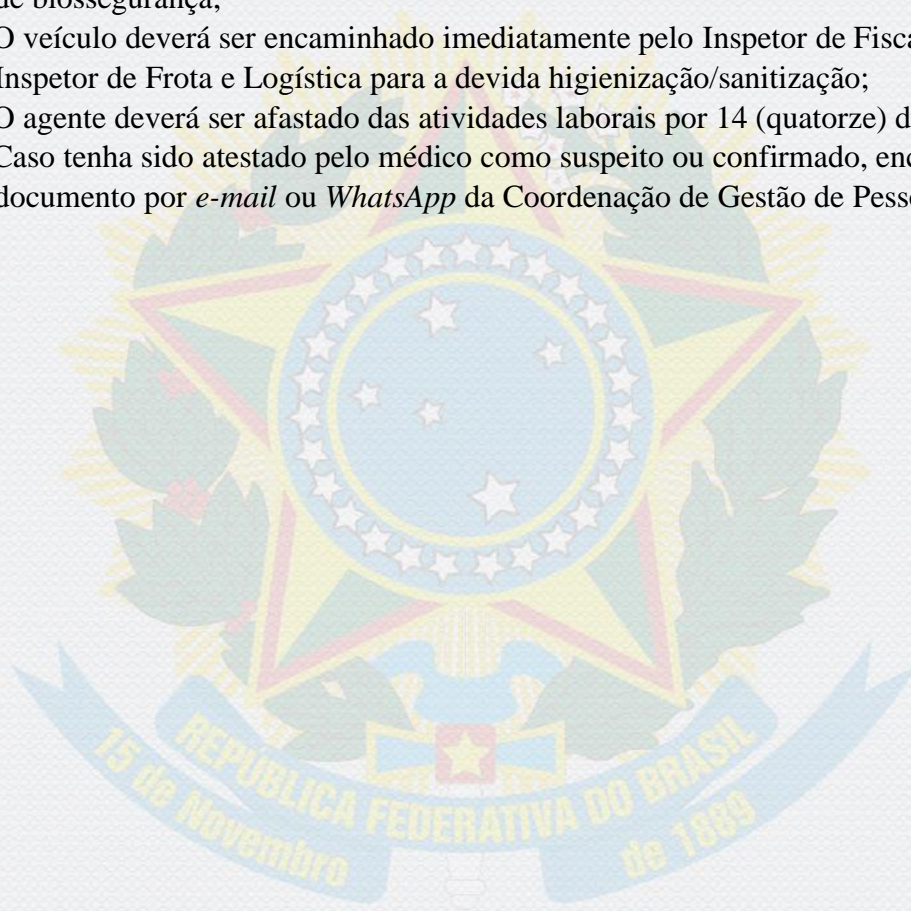 de biossegurança;
O veículo deverá ser encaminhado imediatamente pelo Inspetor de Fisca
Inspetor de Frota e Logística para a devida higienização/sanitização;
O agente deverá ser afastado das atividades laborais por 14 (quatorze) d
Caso tenha sido atestado pelo médico como suspeito ou confirmado, enc
documento por e-mail ou WhatsApp da Coordenação de Gestão de Pesso
REPÚBLICA FEDERATIVA DO BRASIL
15 de Novembro de 1889